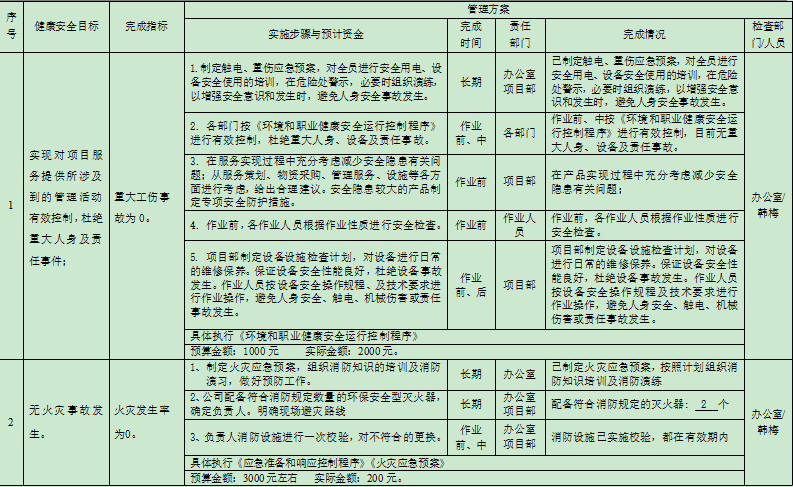 序号
健康安全目标
完成指标
管理方案
实施步骤与预计资金
完成时间
责任部门
完成情况
检查部门/人员
1
实现对项目服
务提供所涉及
到的管理活动
有效控制，杜绝
重大人身及责
任事件；
重大工伤事
故为 0。
1.制定触电、重伤应急预案，对全员进行安全用电、设
备安全使用的培训，在危险处警示，必要时组织演练，
以增强安全意识和发生时，避免人身安全事故发生。
长期
办公室
项目部
已制定触电、重伤应急预案，对全员进行
安全用电、设备安全使用的培训，在危险
处警示，必要时组织演练，以增强安全意
识和发生时，避免人身安全事故发生。
2. 各部门按《环境和职业健康安全运行控制程序》
进行有效控制，杜绝重大人身、设备及责任事故。
作业
前、中
各部门
作业前、中按《环境和职业健康安全运
行控制程序》进行有效控制，目前无重
大人身、设备及责任事故。
3. 在服务实现过程中充分考虑减少安全隐患有关问
题；从服务策划、物资采购、管理服务、设施等各方
面进行考虑，给出合理建议。安全隐患较大的产品制
定专项安全防护措施。
作业前
项目部
在产品实现过程中充分考虑减少安全
隐患有关问题；
4. 作业前，各作业人员根据作业性质进行安全检查。
作业前
作业人
员
作业前，各作业人员根据作业性质进行
安全检查。
5. 项目部制定设备设施检查计划，对设备进行日常
的维修保养。保证设备安全性能良好，杜绝设备事故
发生。作业人员按设备安全操作规程、及技术要求进
行作业操作，避免人身安全、触电、机械伤害或责任
事故发生。
作业
前、后
项目部
项目部制定设备设施检查计划，对设备
进行日常的维修保养。保证设备安全性
能良好，杜绝设备事故发生。作业人员
按设备安全操作规程及技术要求进行
作业操作，避免人身安全、触电、机械
伤害或责任事故发生。
具体执行《环境和职业健康安全运行控制程序》
预算金额：1000 元 实际金额：2000元。
办公室/
韩梅
2
无火灾事故发
生。
火灾发生率
为0。
1、制定火灾应急预案，组织消防知识的培训及消防
演习，做好预防工作。
长期
办公室
已制定火灾应急预案，按照计划组织消
防知识培训及消防演练
2、公司配备符合消防规定数量的环保安全型灭火器，
确定负责人。明确现场避灾路线
长期
办公室
项目部
配备符合消防规定的灭火器： 2 个
3、负责人消防设施进行一次校验，对不符合的更换。
作业
前、中
办公室
项目部
消防设施已实施校验，都在有效期内
具体执行《应急准备和响应控制程序》《火灾应急预案》
预算金额：3000元左右 实际金额：200 元。
办公室/
韩梅